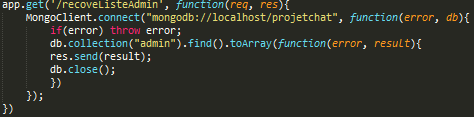 app.get('/recoveListeAdmin', function(req, res){
MongoClient.connect("mongodb://localhost/projetchat", function(error, db){
if(error) throw error;
db.collection("admin").find().toArray(function(error, result){
res.send(result);
db.close();
})
});
})